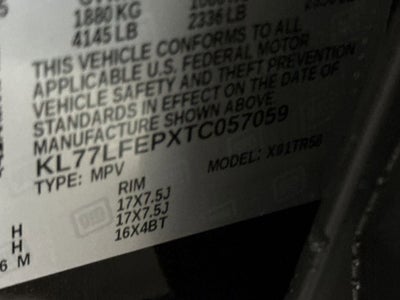 1880 KG
4145 LB 2336 LB
THIS VEHICLE CONFORMS TO ALL
APPLICABLE U.S. FEDERAL MOTOR
VEHICLE SAFETY AND THEFT PREVENTION
STANDARDS IN EFFECT ON THE DATE OF
MANUFACTURE SHOWN ABOVE
KL77LFEPXTC057059
TYPE: MPV MODEL:
RIM
17X7.5J
H 17X7.5J
H 16X4BT
6 M